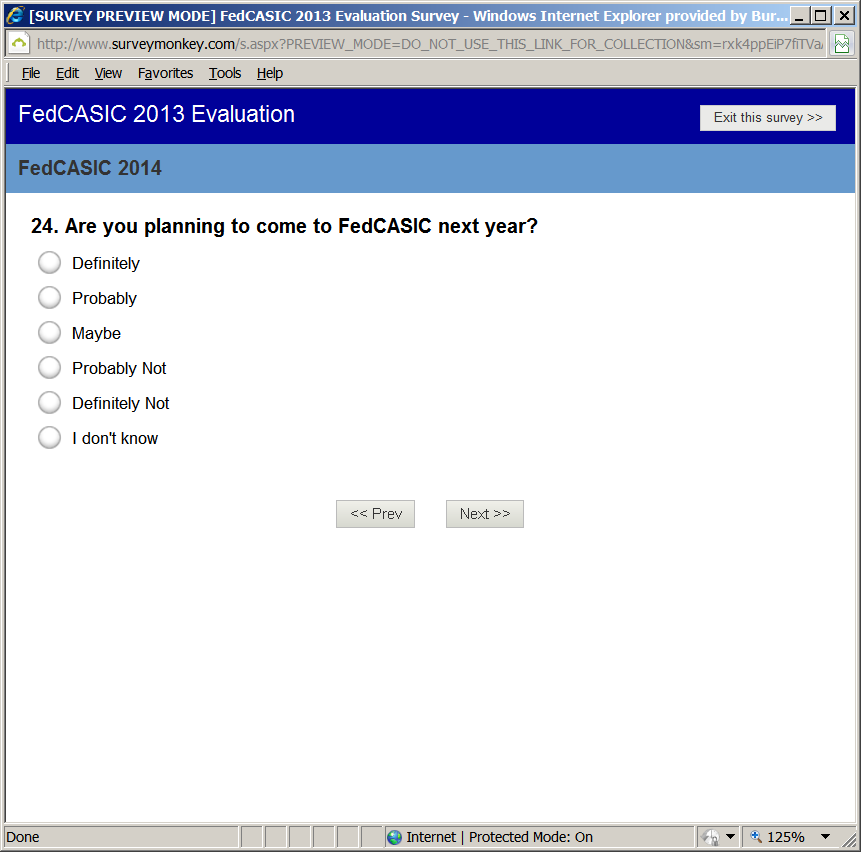 [SURVEY PREVIEW MODE] FedCASIC 2013 Evaluation Survey - Windows Internet Explorer provided by Bur...
http://www.surveymonkey.com/s.aspx?PREVIEW_MODE=DO_NOT_USE_THIS_LINK_FOR_COLLECTION&sm=rxk4ppEiP7fiTVa
File Edit View Favorites Tools Help
FedCASIC 2013 Evaluation
Exit this survey >>
FedCASIC 2014
24. Are you planning to come to FedCASIC next year?
Definitely
Probably
Maybe
Probably Not
Definitely Not
I don't know
<< Prev Next >>
Done Internet | Protected Mode: On 125%